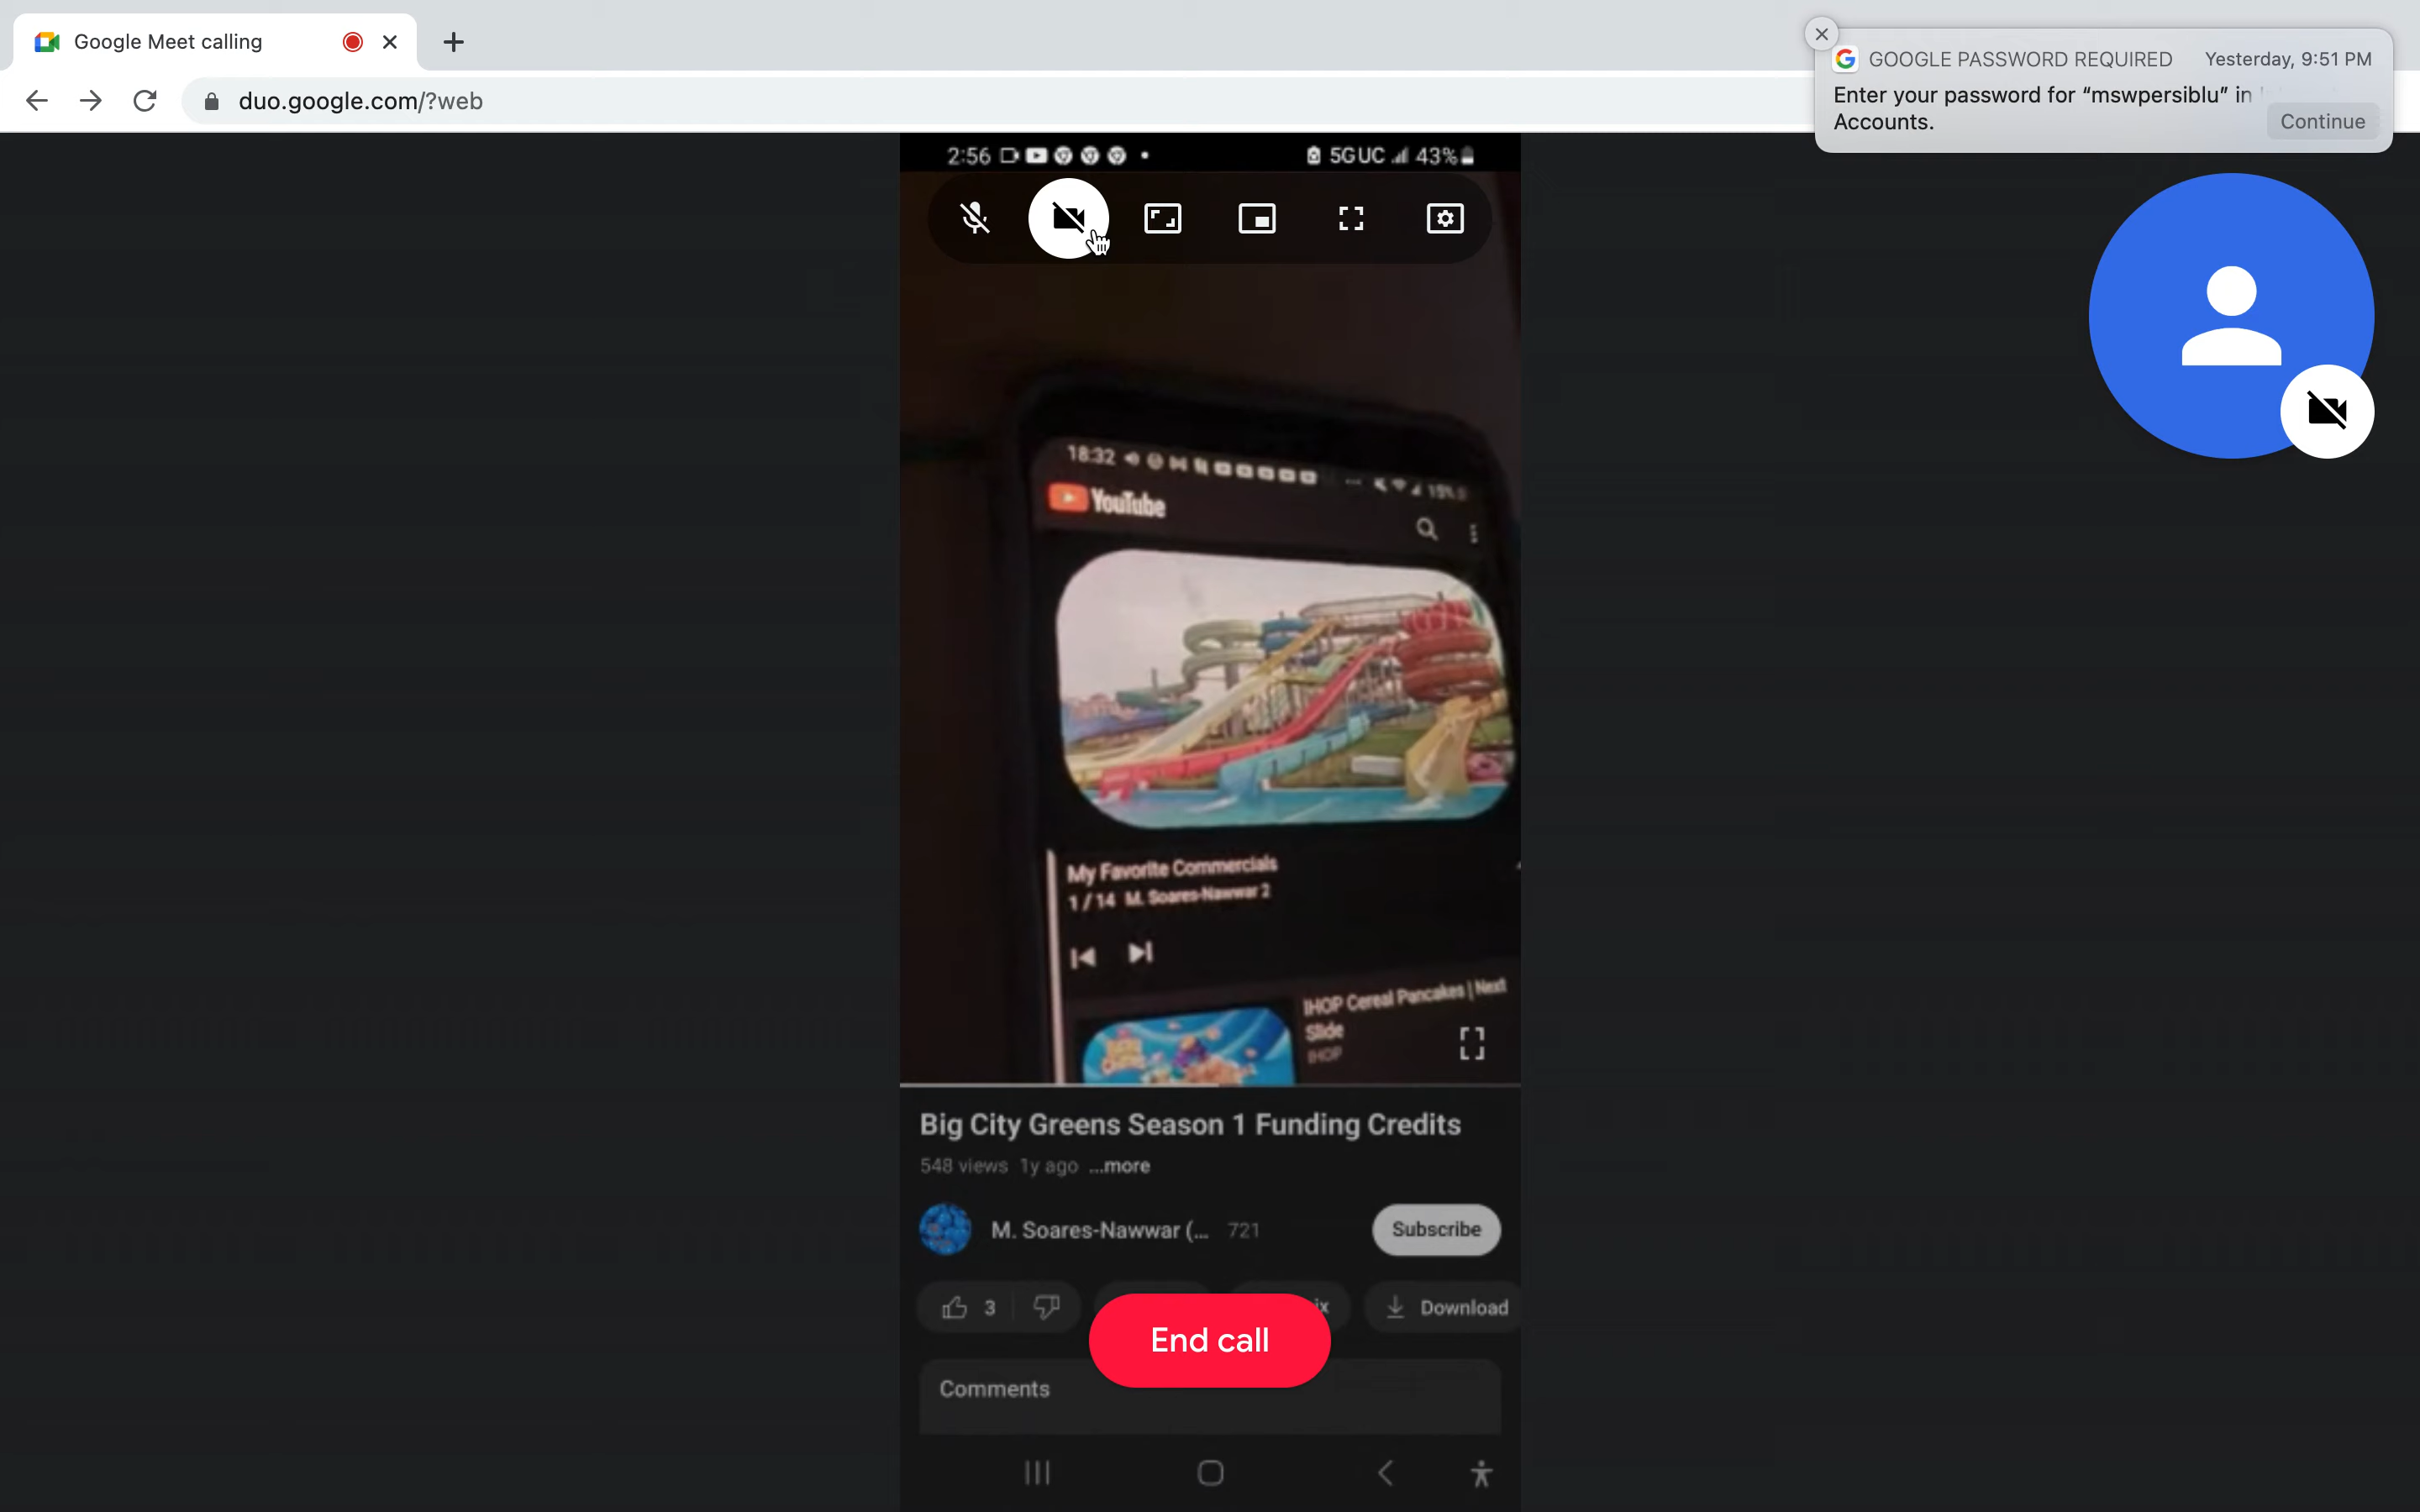 Google Meet calling
GOOGLE PASSWORD REQUIRED Yesterday, 9:51 PM
duo.google.com/?web
Enter your password for “mswpersiblu” in
Accounts.
Continue
2:56 5GUC 43%
18:32 15%
YouTube
My Favorite Commercials
1 / 14 M. Soares-Nawwar 2
IHOP Cereal Pancakes | Next
Slide
IHOP
Big City Greens Season 1 Funding Credits
548 views 1y ago ...more
M. Soares-Nawwar (... 721 Subscribe
3 ix Download
End call
Comments